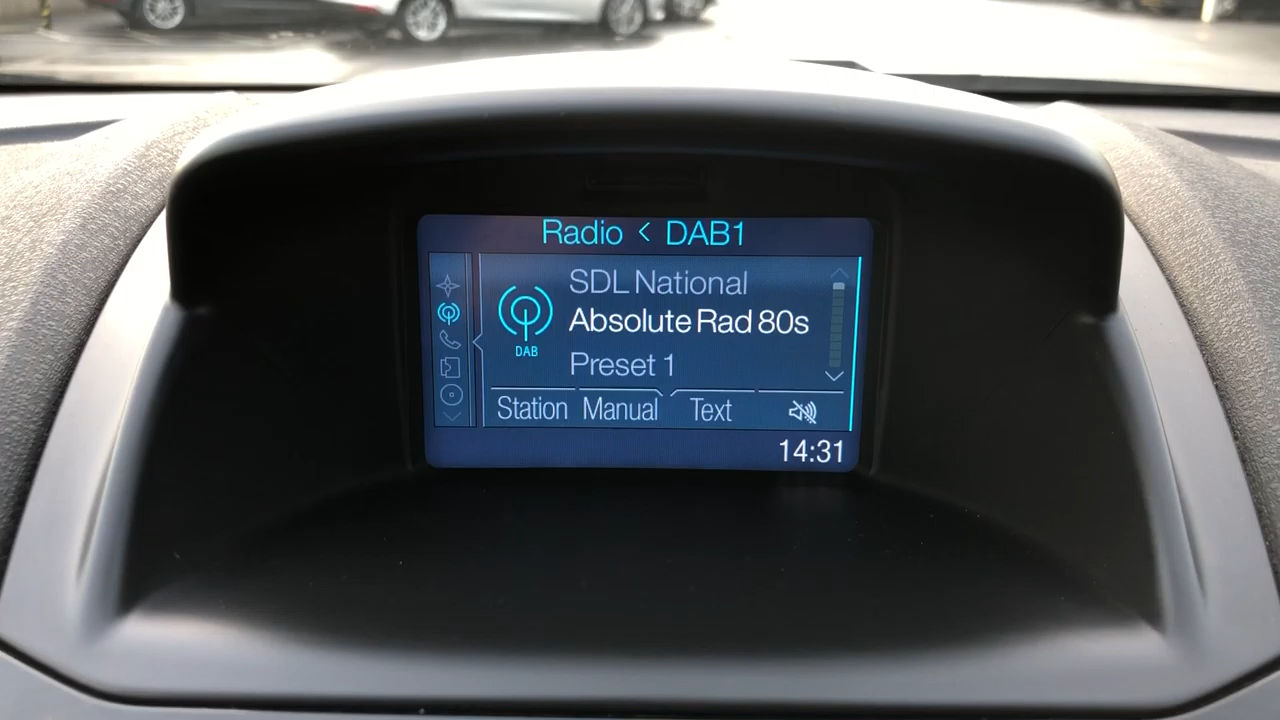 Radio < DAB1
SDL National
Absolute Rad 80s
DAB
Preset 1
Station Manual Text
14:31